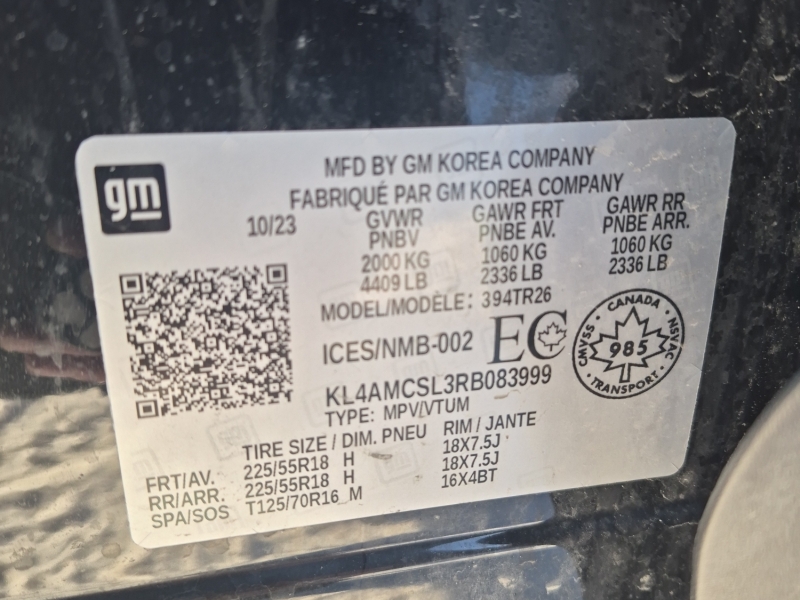 gm
MFD BY GM KOREA COMPANY
FABRIQUÉ PAR GM KOREA COMPANY
10/23 GVWR GAWR FRT GAWR RR
PNBV PNBE AV. PNBE ARR.
2000 KG 1060 KG 1060 KG
4409 LB 2336 LB 2336 LB
MODEL/MODÈLE: 394TR26
ICES/NMB-002 EC
CANADA
CMVSS 985 NSVAC
TRANSPORT
KL4AMCSL3RB083999
TYPE: MPV/VTUM
TIRE SIZE / DIM. PNEU RIM / JANTE
FRT/AV. 225/55R18 H 18X7.5J
RR/ARR. 225/55R18 H 18X7.5J
SPA/SOS T125/70R16 M 16X4BT